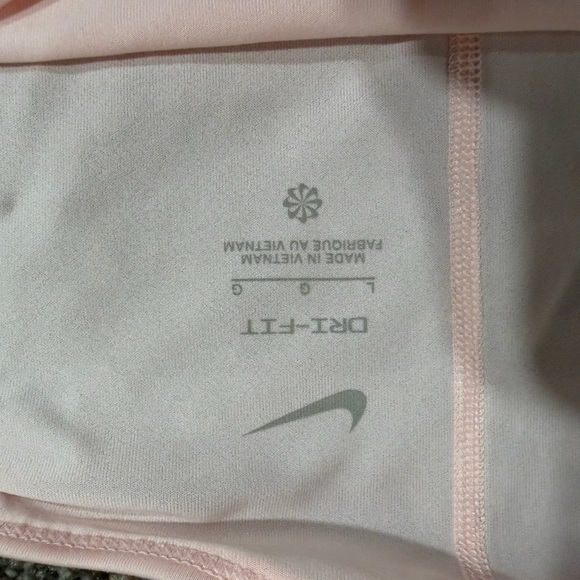 DRI-FIT
L G G
MADE IN VIETNAM
FABRIQUE AU VIETNAM